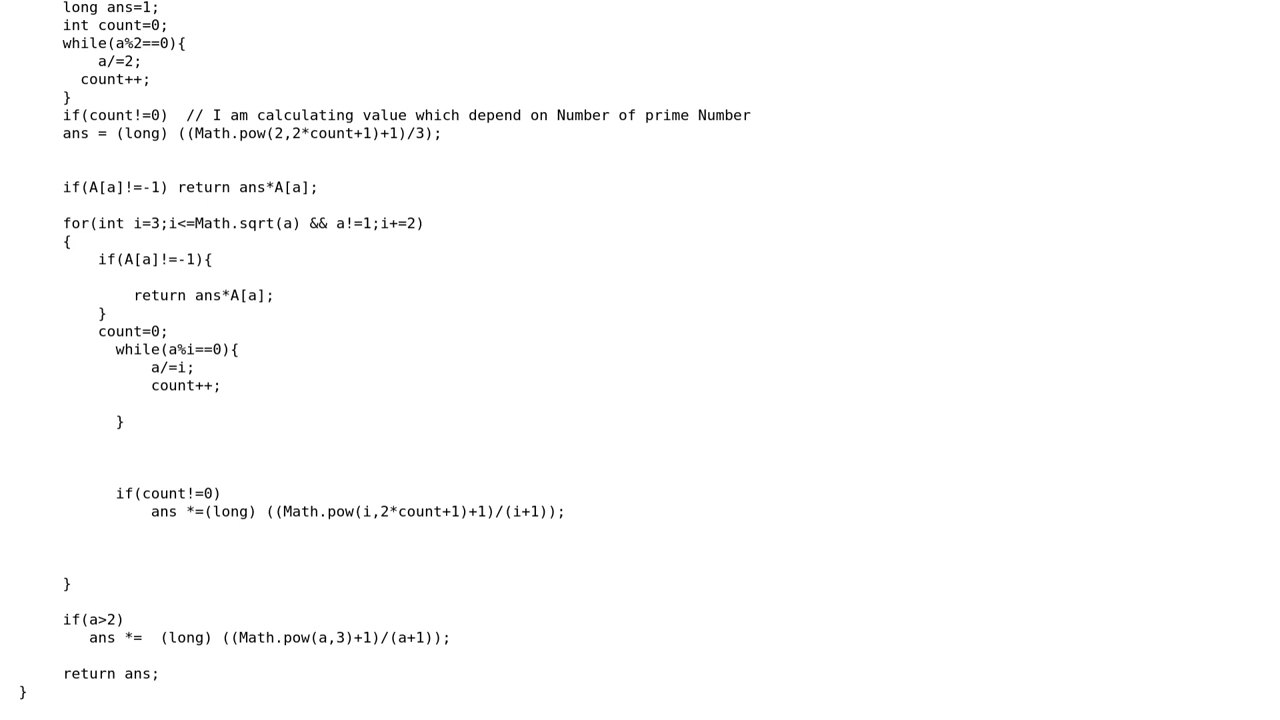 long ans=1;
int count=0;
while(a%2==0){
a/=2;
count++;
}
if(count!=0)  // I am calculating value which depend on Number of prime Number
ans = (long) ((Math.pow(2,2*count+1)+1)/3);
if(A[a]!=-1) return ans*A[a];
for(int i=3;i<=Math.sqrt(a) && a!=1;i+=2)
{
if(A[a]!=-1){
return ans*A[a];
}
count=0;
while(a%i==0){
a/=i;
count++;
}
if(count!=0)
ans *=(long) ((Math.pow(i,2*count+1)+1)/(i+1));
}
if(a>2)
ans *=  (long) ((Math.pow(a,3)+1)/(a+1));
return ans;
}